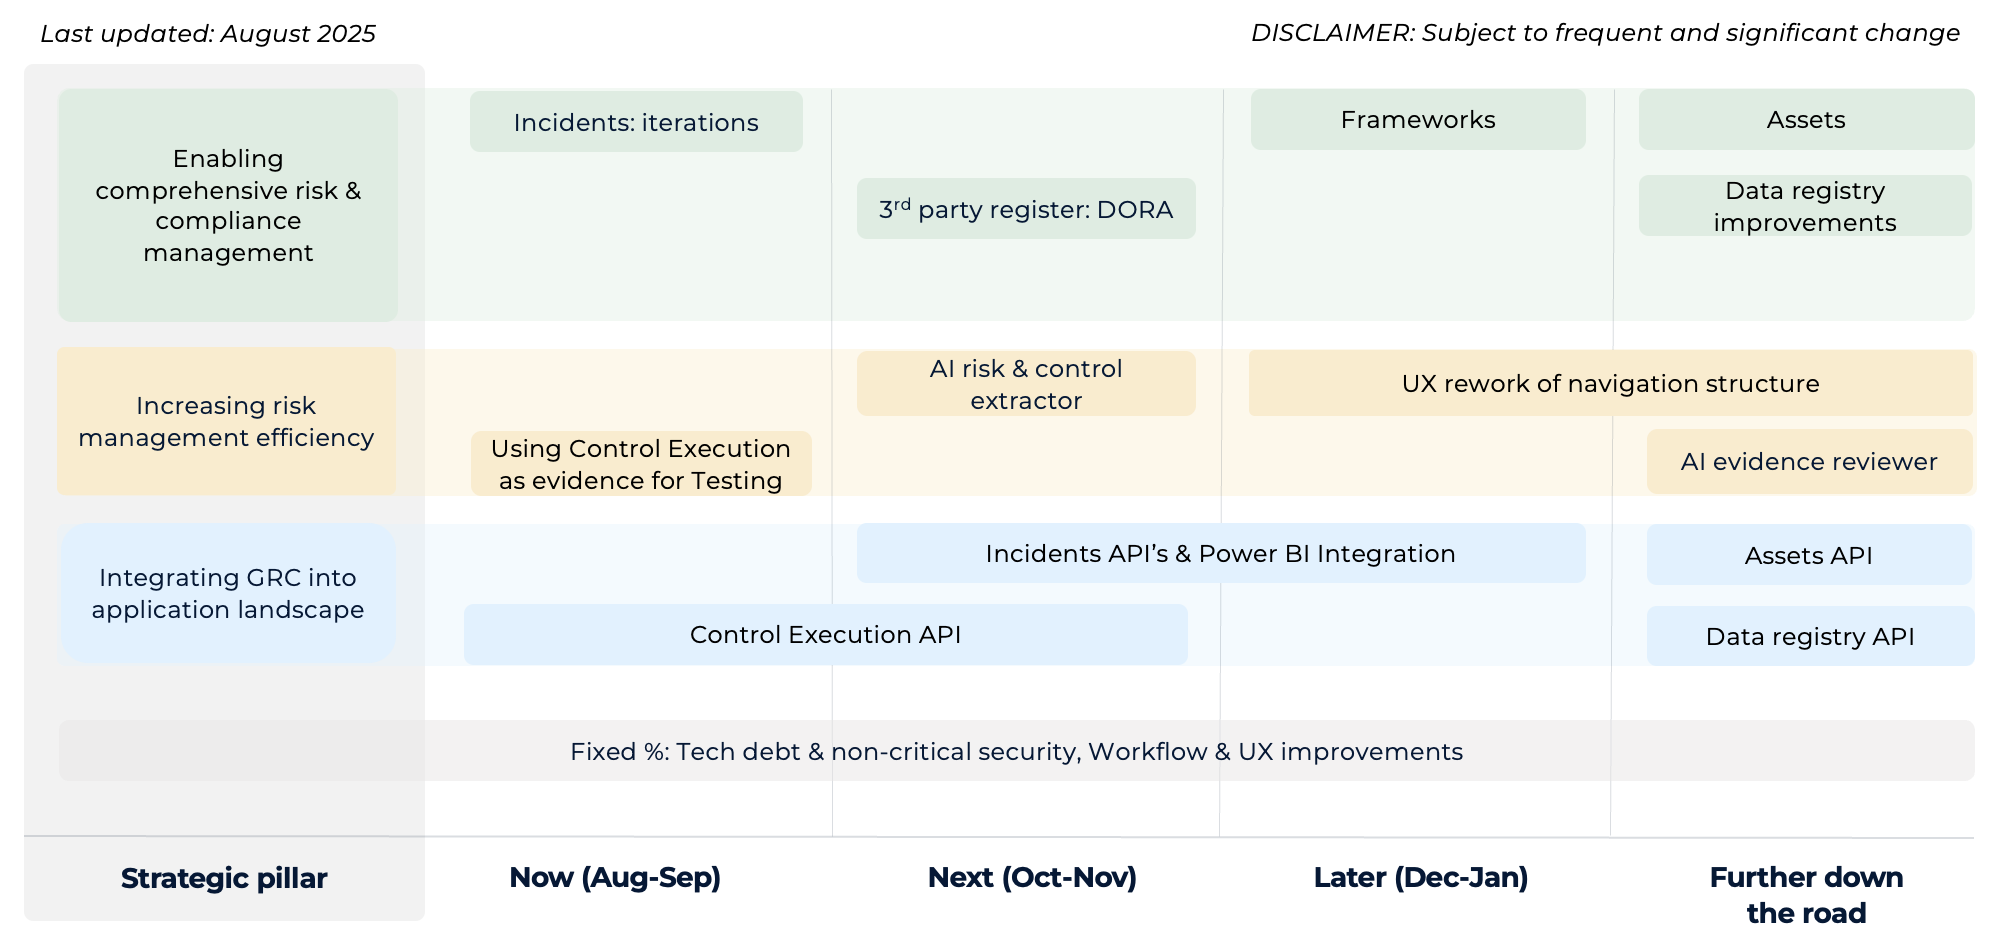 Last updated: August 2025
DISCLAIMER: Subject to frequent and significant change
Enabling
comprehensive risk &
compliance
management
Incidents: iterations
3rd party register: DORA
Frameworks
Assets
Data registry
improvements
Increasing risk
management efficiency
Using Control Execution
as evidence for Testing
AI risk & control
extractor
UX rework of navigation structure
AI evidence reviewer
Integrating GRC into
application landscape
Incidents API’s & Power BI Integration
Assets API
Control Execution API
Data registry API
Fixed %: Tech debt & non-critical security, Workflow & UX improvements
Strategic pillar
Now (Aug-Sep)
Next (Oct-Nov)
Later (Dec-Jan)
Further down
the road